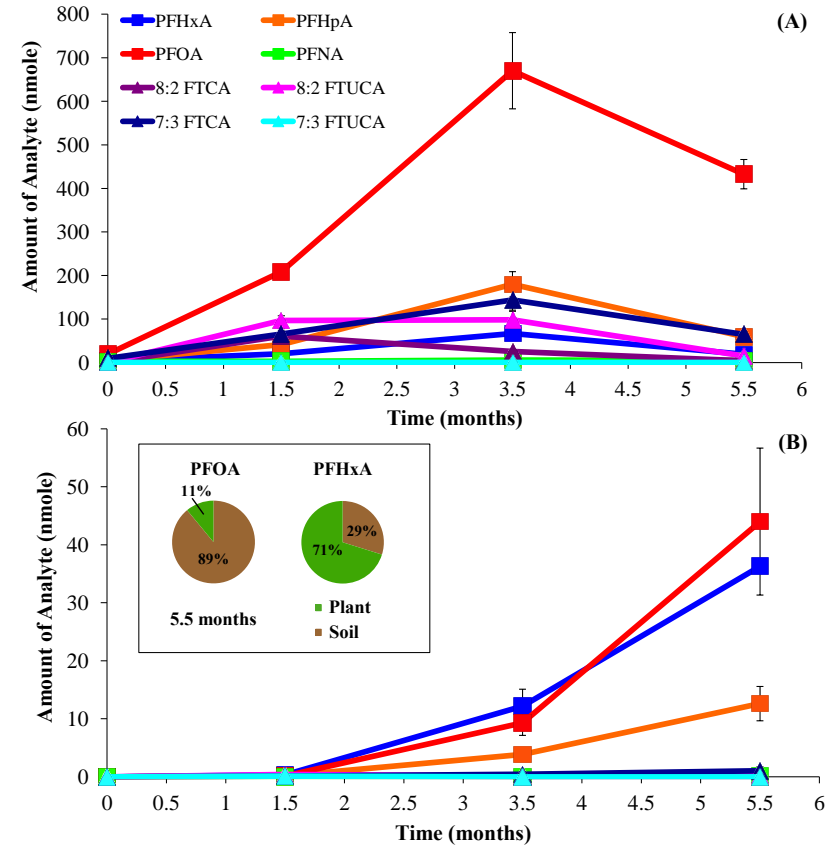 (A)
PFHxA PFHpA
PFOA PFNA
8:2 FTCA 8:2 FTUCA
7:3 FTCA 7:3 FTUCA
Amount of Analyte (nmole)
800
700
600
500
400
300
200
100
0
0 0.5 1 1.5 2 2.5 3 3.5 4 4.5 5 5.5 6
Time (months)
(B)
Amount of Analyte (nmole)
60
50
40
30
20
10
0
PFOA PFHxA
11%
89%
29%
71%
5.5 months
Plant
Soil
0 0.5 1 1.5 2 2.5 3 3.5 4 4.5 5 5.5 6
Time (months)